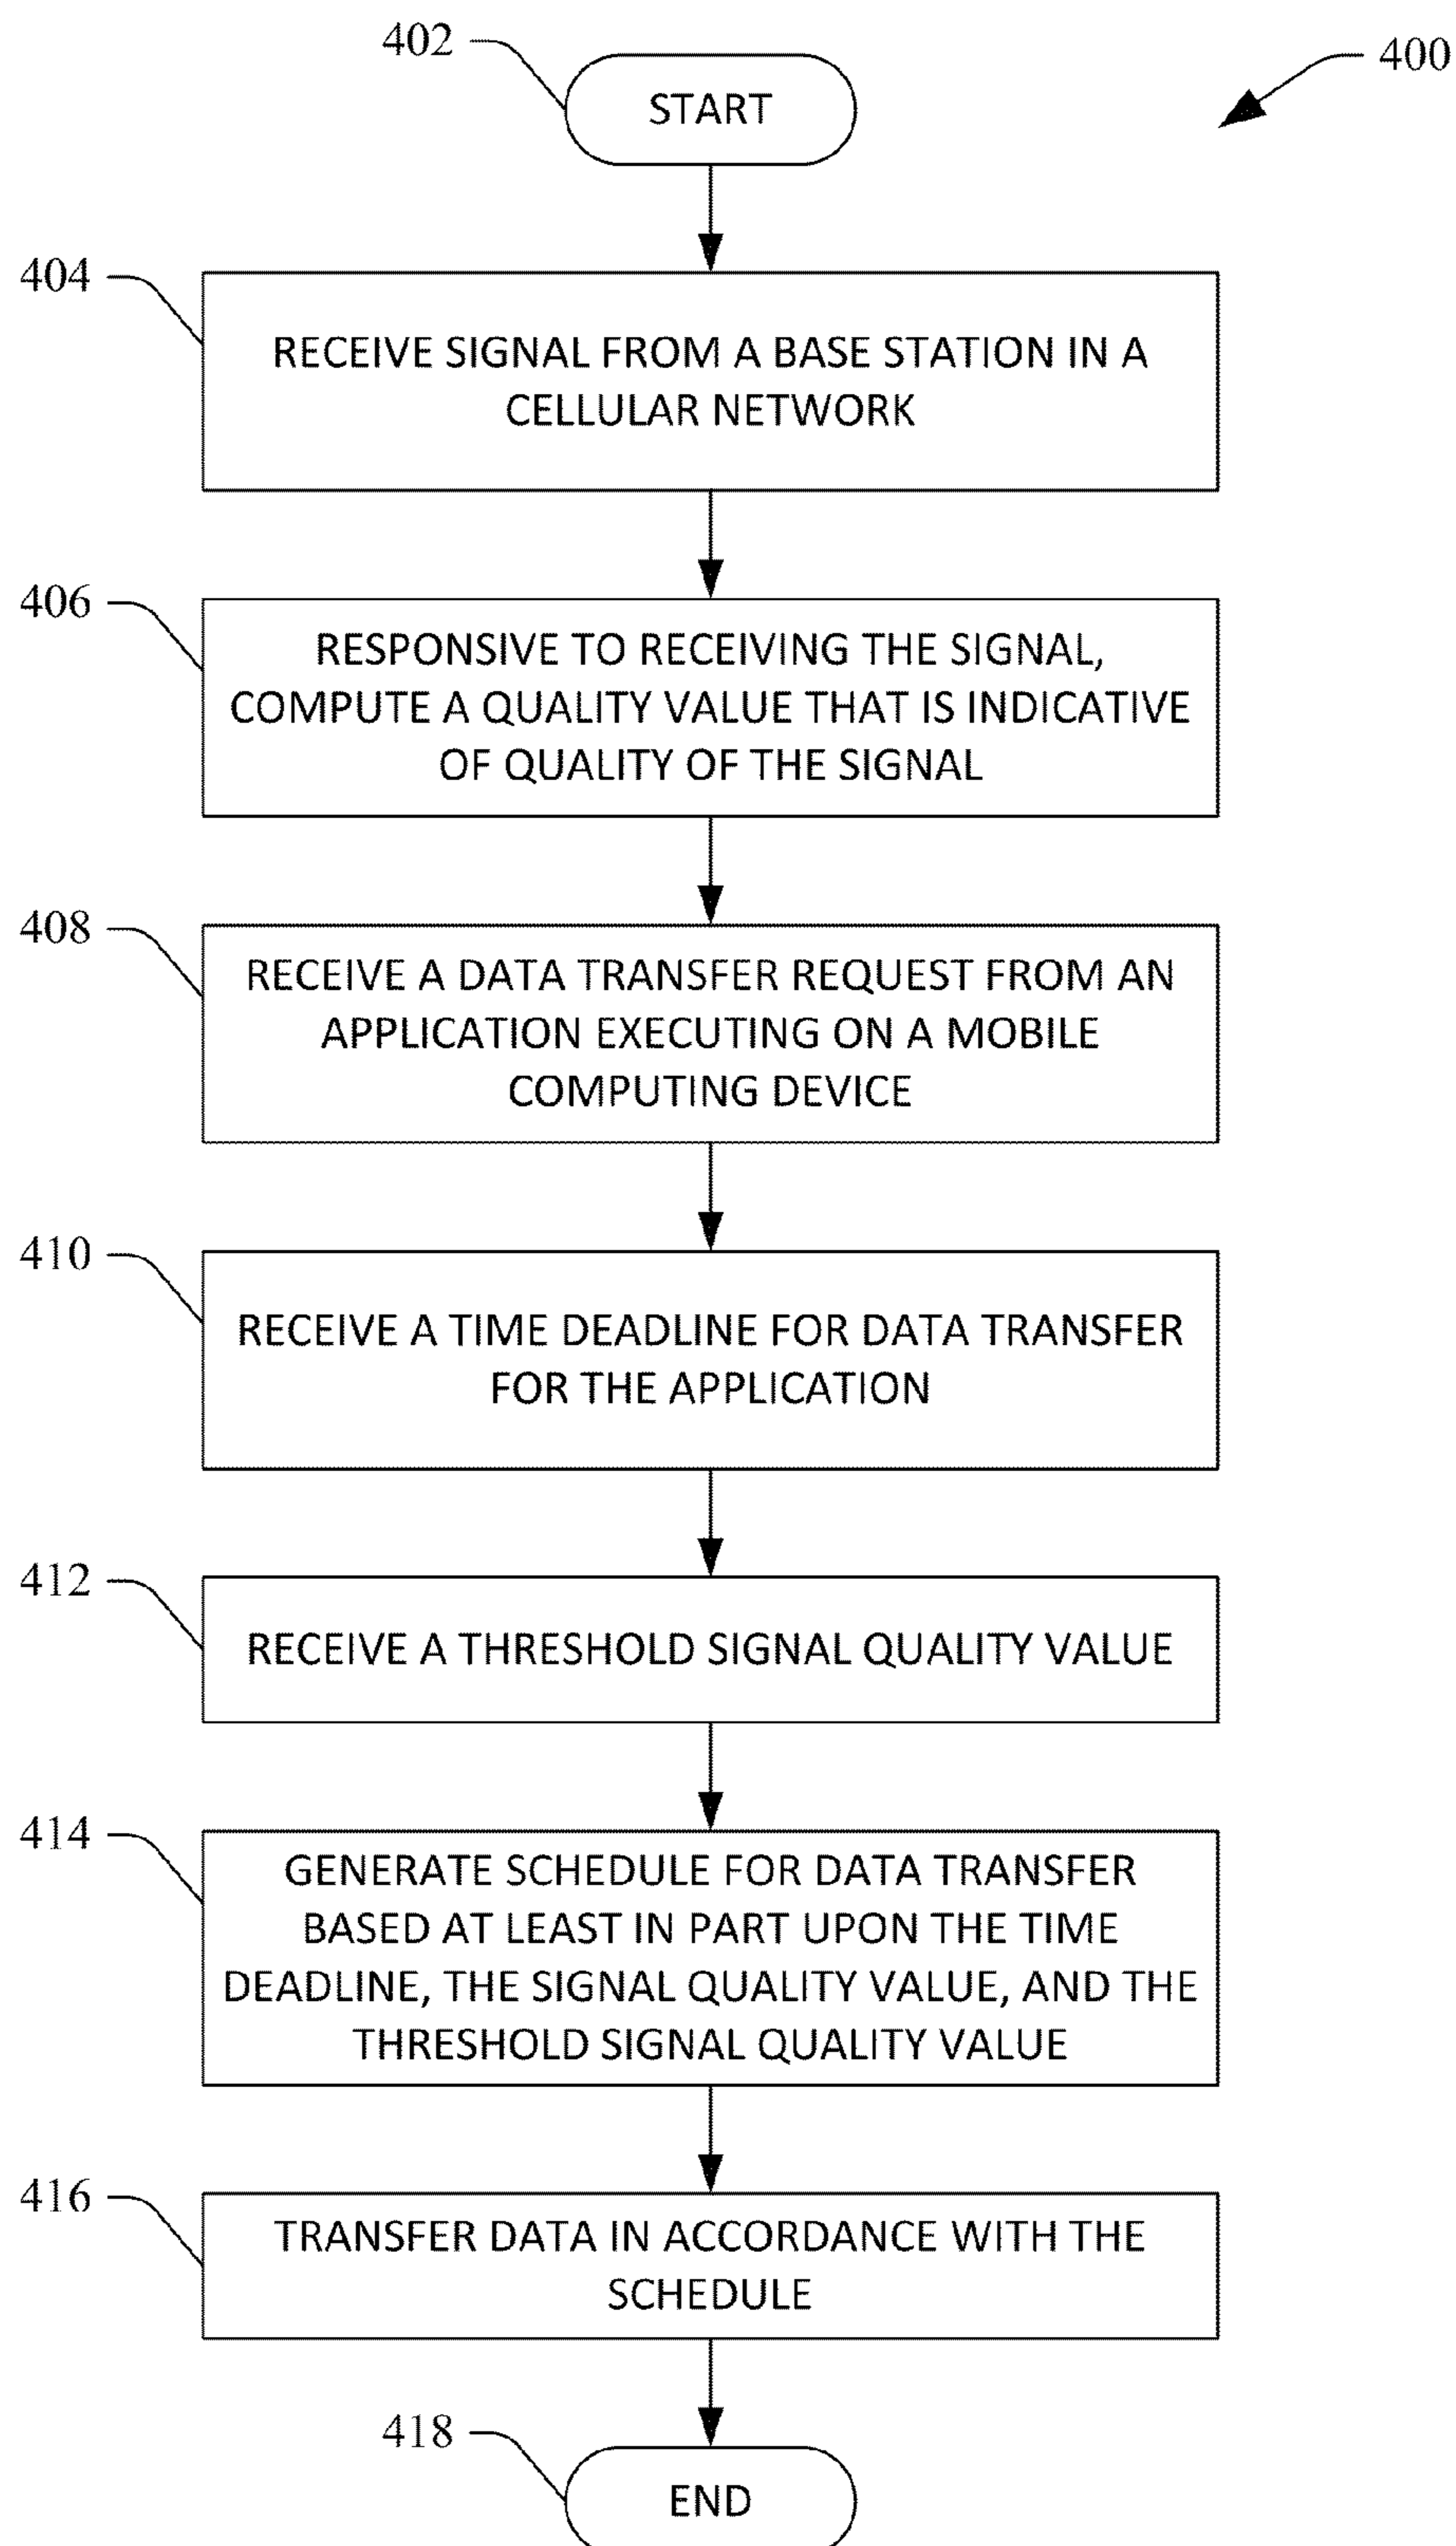 402
START
400
404
RECEIVE SIGNAL FROM A BASE STATION IN A
CELLULAR NETWORK
406
RESPONSIVE TO RECEIVING THE SIGNAL,
COMPUTE A QUALITY VALUE THAT IS INDICATIVE
OF QUALITY OF THE SIGNAL
408
RECEIVE A DATA TRANSFER REQUEST FROM AN
APPLICATION EXECUTING ON A MOBILE
COMPUTING DEVICE
410
RECEIVE A TIME DEADLINE FOR DATA TRANSFER
FOR THE APPLICATION
412
RECEIVE A THRESHOLD SIGNAL QUALITY VALUE
414
GENERATE SCHEDULE FOR DATA TRANSFER
BASED AT LEAST IN PART UPON THE TIME
DEADLINE, THE SIGNAL QUALITY VALUE, AND THE
THRESHOLD SIGNAL QUALITY VALUE
416
TRANSFER DATA IN ACCORDANCE WITH THE
SCHEDULE
418
END